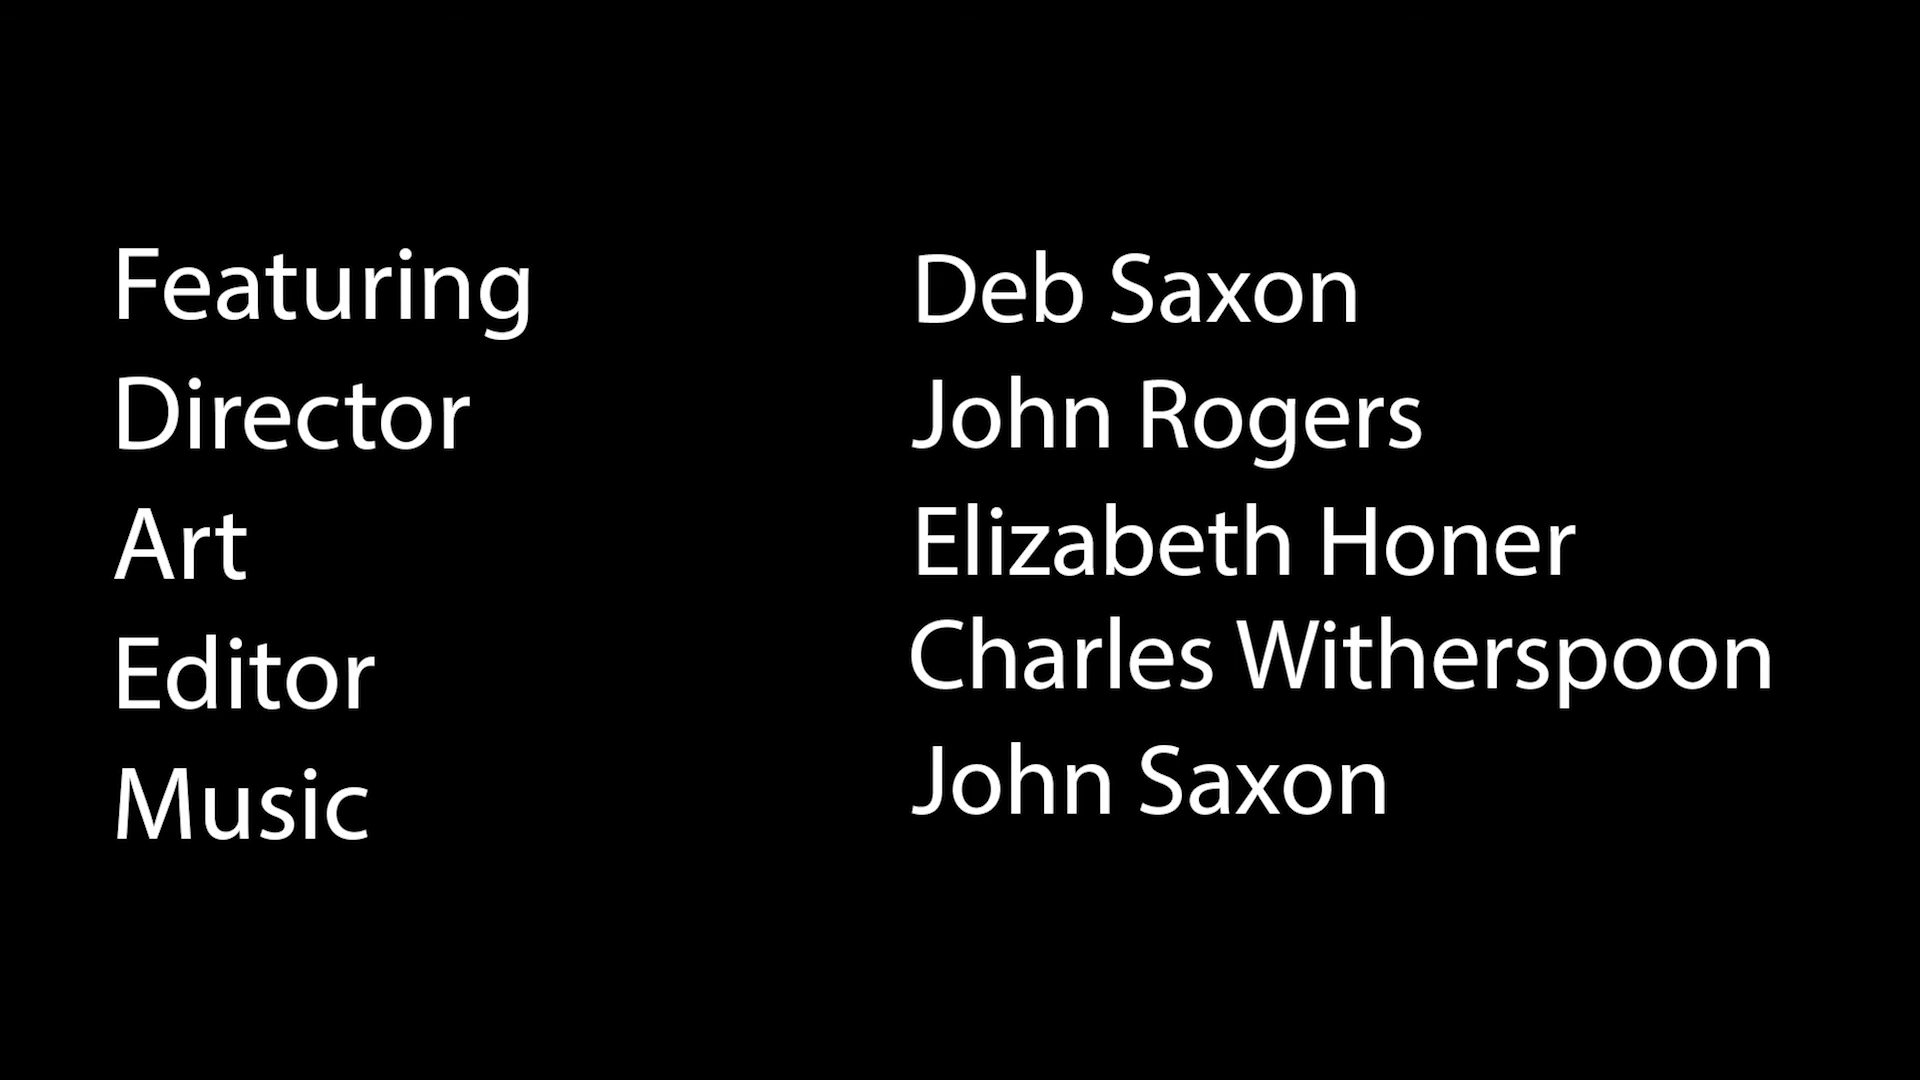 Featuring Deb Saxon
Director John Rogers
Art Elizabeth Honer
Editor Charles Witherspoon
Music John Saxon